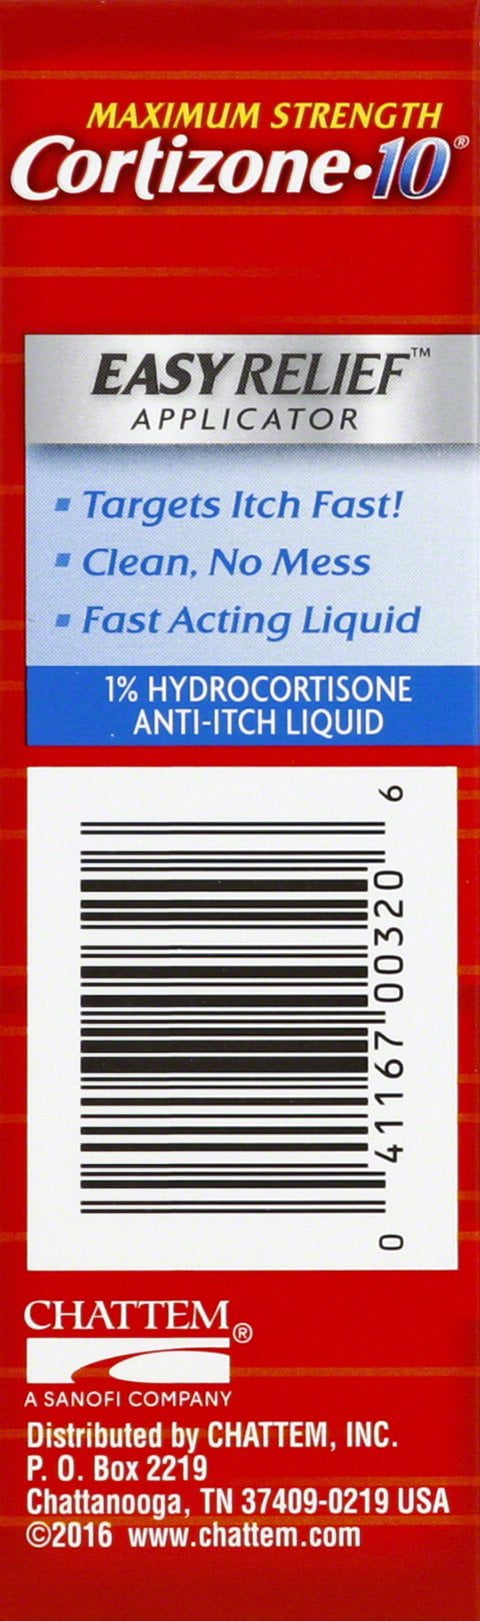 MAXIMUM STRENGTH
Cortizone•10®
EASY RELIEF™
APPLICATOR
▪ Targets Itch Fast!
▪ Clean, No Mess
▪ Fast Acting Liquid
1% HYDROCORTISONE
ANTI-ITCH LIQUID
0 41167 00320 6
CHATTEM®
A SANOFI COMPANY
Distributed by CHATTEM, INC.
P. O. Box 2219
Chattanooga, TN 37409-0219 USA
©2016 www.chattem.com